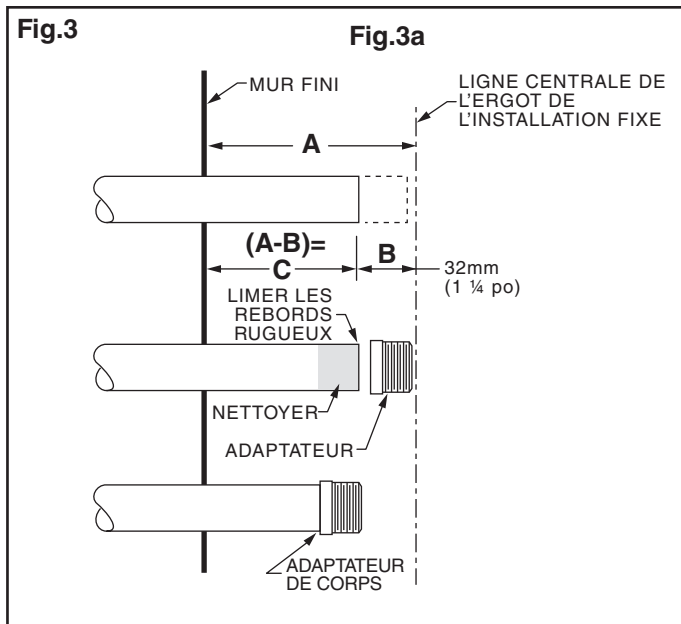 Fig.3
Fig.3a
MUR FINI
LIGNE CENTRALE DE
L'ERGOT DE
L'INSTALLATION FIXE
A
(A-B)=
C
B
32mm
(1 ¼ po)
LIMER LES
REBORDS
RUGUEUX
NETTOYER
ADAPTATEUR
ADAPTATEUR
DE CORPS